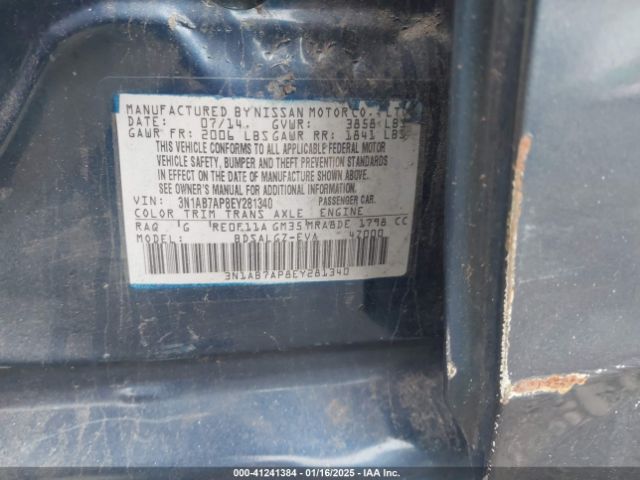 MANUFACTURED BY NISSAN MOTOR CO., LTD.
DATE: 07/14 GVWR: 3858 LBS
GAWR FR: 2006 LBS GAWR RR: 1841 LBS
THIS VEHICLE CONFORMS TO ALL APPLICABLE FEDERAL MOTOR
VEHICLE SAFETY, BUMPER AND THEFT PREVENTION STANDARDS
IN EFFECT ON THE DATE OF MANUFACTURE SHOWN ABOVE.
SEE OWNER'S MANUAL FOR ADDITIONAL INFORMATION.
VIN: 3N1AB7AP8EY281340 PASSENGER CAR.
COLOR TRIM TRANS AXLE ENGINE
RAQ G RE0F11A GM35 MRA8DE 1798 CC
MODEL: BDSALGZ-EVA 42000
3N1AB7AP8EY281340
00-41241384 | 01/16/2025 | IAA Inc.